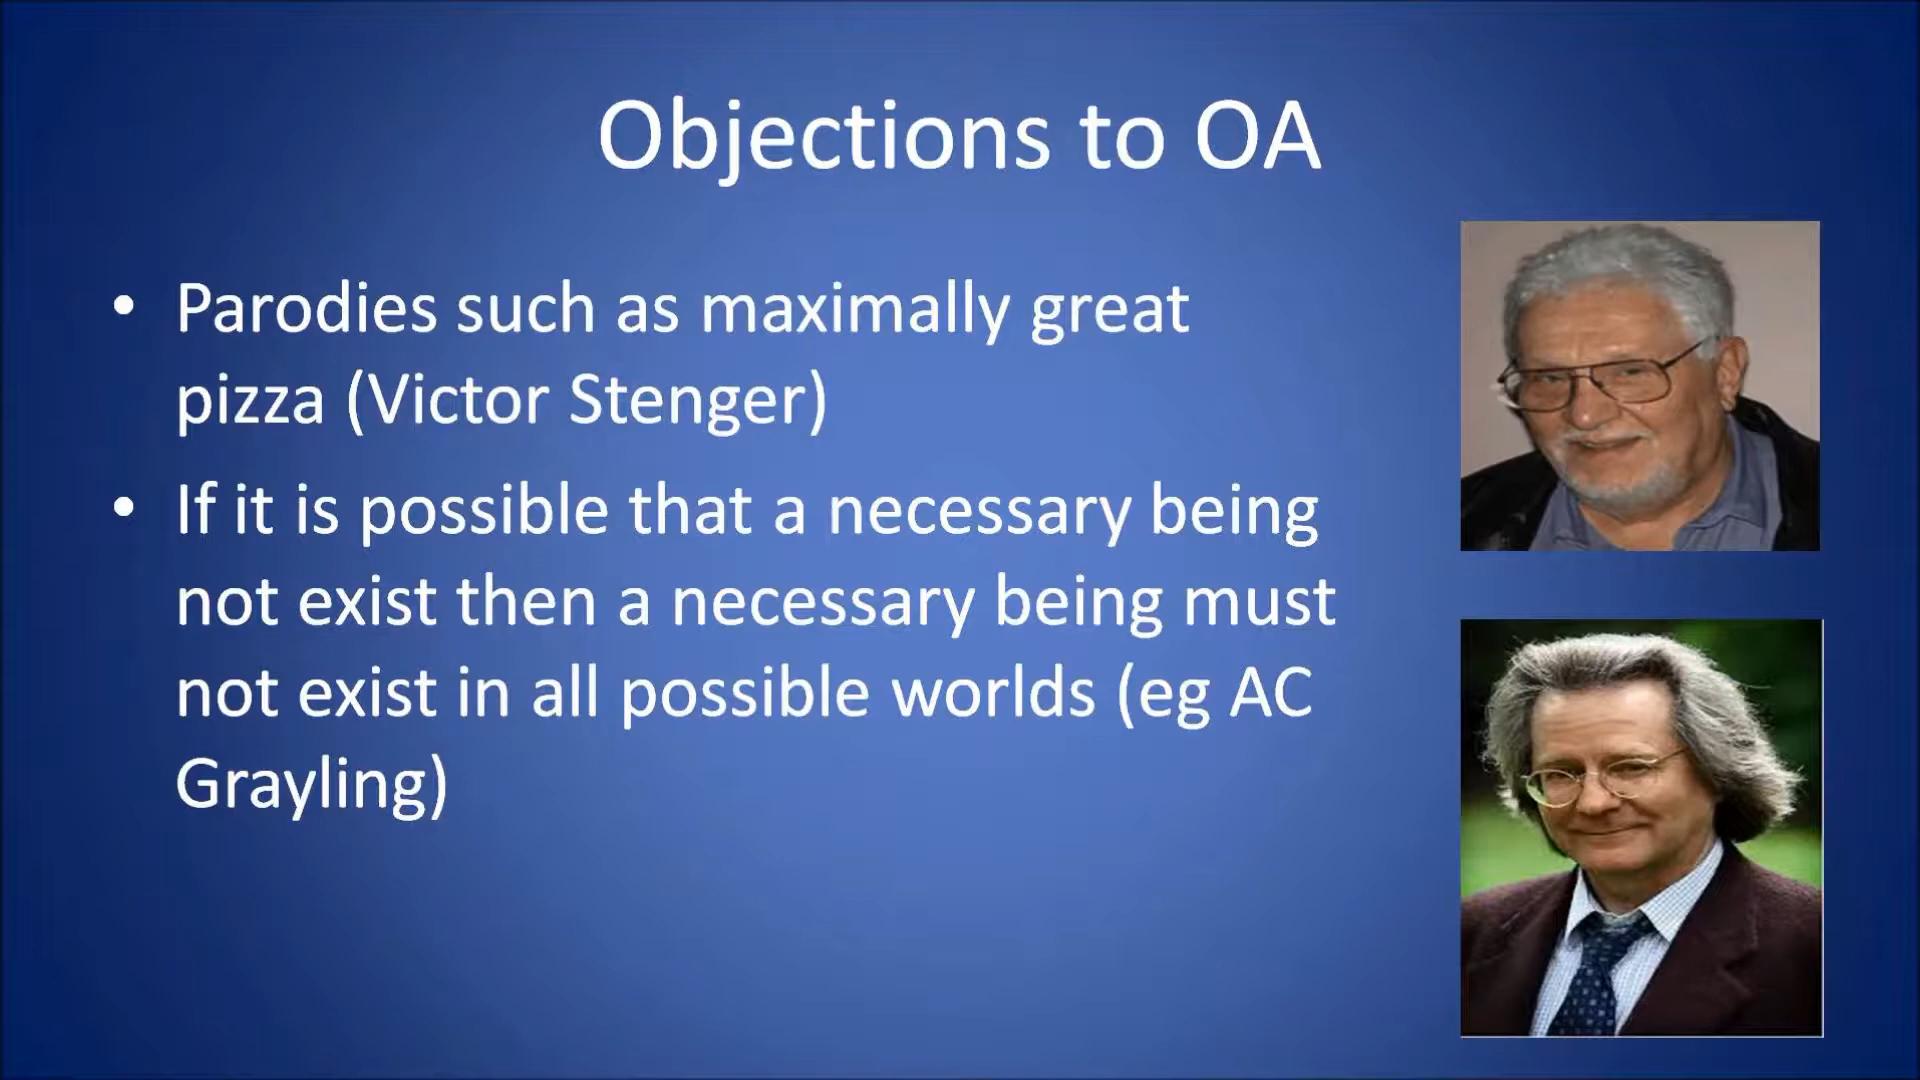 Objections to OA
• Parodies such as maximally great
pizza (Victor Stenger)
• If it is possible that a necessary being
not exist then a necessary being must
not exist in all possible worlds (eg AC
Grayling)